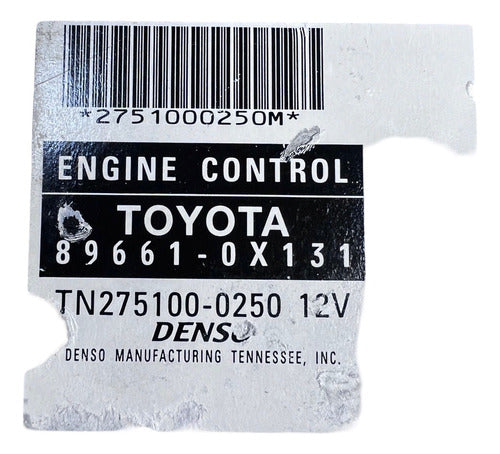 *2751000250M*
ENGINE CONTROL
TOYOTA
89661-0X131
TN275100-0250 12V
DENSO
DENSO MANUFACTURING TENNESSEE, INC.